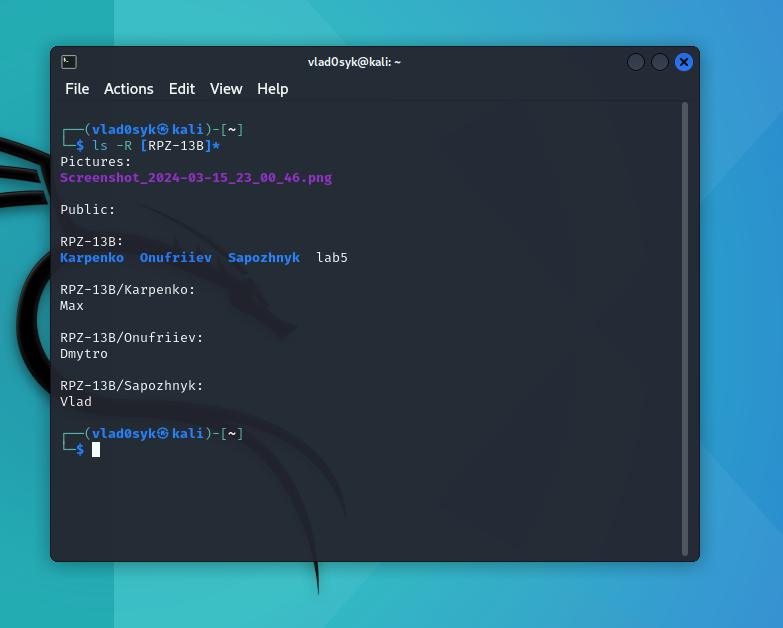 vlad0syk@kali: ~
File Actions Edit View Help
┌──(vlad0syk㉿kali)-[~]
└─$ ls -R [RPZ-13B]*
Pictures:
Screenshot_2024-03-15_23_00_46.png
Public:
RPZ-13B:
Karpenko Onufriiev Sapozhnyk lab5
RPZ-13B/Karpenko:
Max
RPZ-13B/Onufriiev:
Dmytro
RPZ-13B/Sapozhnyk:
Vlad
┌──(vlad0syk㉿kali)-[~]
└─$